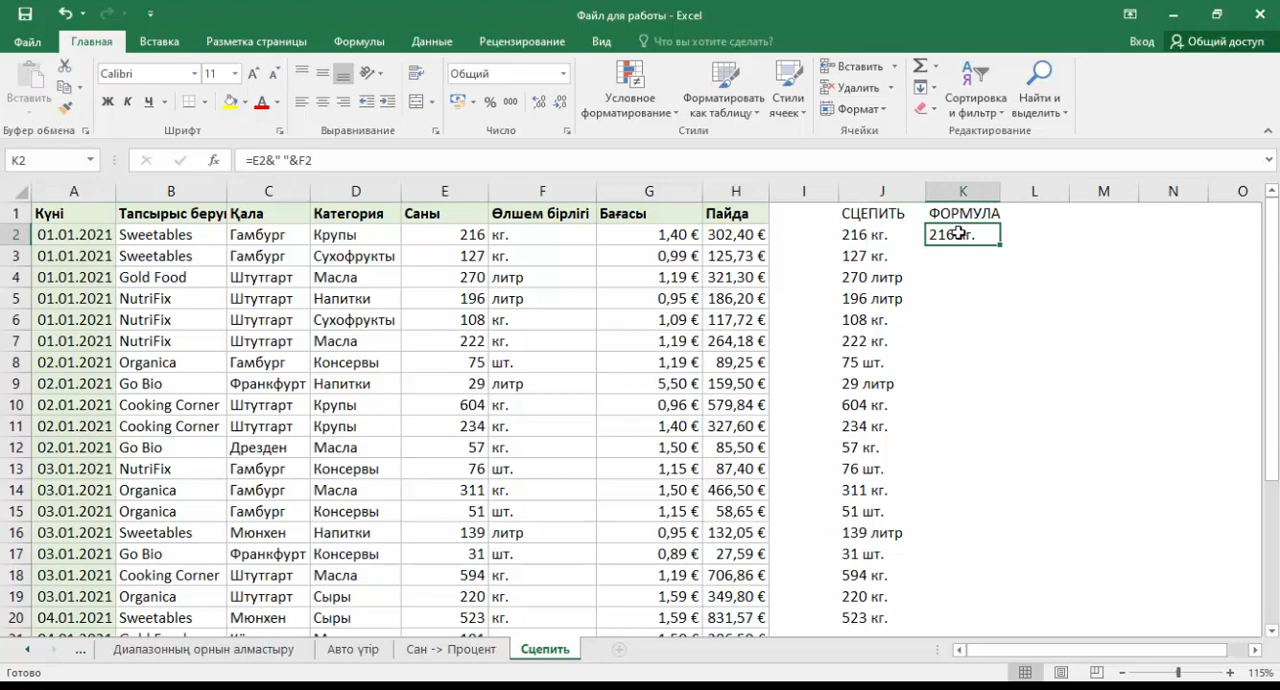 Файл для работы - Excel
Файл Главная Вставка Разметка страницы Формулы Данные Рецензирование Вид Что вы хотите сделать? Вход Общий доступ
Вставить
Calibri 11
Ж К Ч
Общий
% 000
Условное форматирование
Форматировать как таблицу
Стили ячеек
Вставить
Удалить
Формат
Сортировка и фильтр
Найти и выделить
Буфер обмена Шрифт Выравнивание Число Стили Ячейки Редактирование
K2 fx =E2&" "&F2
A B C D E F G H I J K L M N O
1 Күні Тапсырыс беру Қала Категория Саны Өлшем бірлігі Бағасы Пайда СЦЕПИТЬ ФОРМУЛА
2 01.01.2021 Sweetables Гамбург Крупы 216 кг. 1,40 € 302,40 € 216 кг. 216 кг.
3 01.01.2021 Sweetables Гамбург Сухофрукты 127 кг. 0,99 € 125,73 € 127 кг.
4 01.01.2021 Gold Food Штутгарт Масла 270 литр 1,19 € 321,30 € 270 литр
5 01.01.2021 NutriFix Штутгарт Напитки 196 литр 0,95 € 186,20 € 196 литр
6 01.01.2021 NutriFix Штутгарт Сухофрукты 108 кг. 1,09 € 117,72 € 108 кг.
7 01.01.2021 NutriFix Штутгарт Масла 222 кг. 1,19 € 264,18 € 222 кг.
8 02.01.2021 Organica Гамбург Консервы 75 шт. 1,19 € 89,25 € 75 шт.
9 02.01.2021 Go Bio Франкфурт Напитки 29 литр 5,50 € 159,50 € 29 литр
10 02.01.2021 Cooking Corner Штутгарт Крупы 604 кг. 0,96 € 579,84 € 604 кг.
11 02.01.2021 Cooking Corner Штутгарт Крупы 234 кг. 1,40 € 327,60 € 234 кг.
12 02.01.2021 Go Bio Дрезден Масла 57 кг. 1,50 € 85,50 € 57 кг.
13 03.01.2021 NutriFix Гамбург Консервы 76 шт. 1,15 € 87,40 € 76 шт.
14 03.01.2021 Organica Гамбург Масла 311 кг. 1,50 € 466,50 € 311 кг.
15 03.01.2021 Organica Гамбург Консервы 51 шт. 1,15 € 58,65 € 51 шт.
16 03.01.2021 Sweetables Мюнхен Напитки 139 литр 0,95 € 132,05 € 139 литр
17 03.01.2021 Go Bio Франкфурт Консервы 31 шт. 0,89 € 27,59 € 31 шт.
18 03.01.2021 Cooking Corner Штутгарт Масла 594 кг. 1,19 € 706,86 € 594 кг.
19 03.01.2021 Organica Штутгарт Сыры 220 кг. 1,59 € 349,80 € 220 кг.
20 04.01.2021 Sweetables Мюнхен Сыры 523 кг. 1,59 € 831,57 € 523 кг.
... Диапазонның орнын алмастыру Авто үтір Сан -> Процент Сцепить
Готово 115%